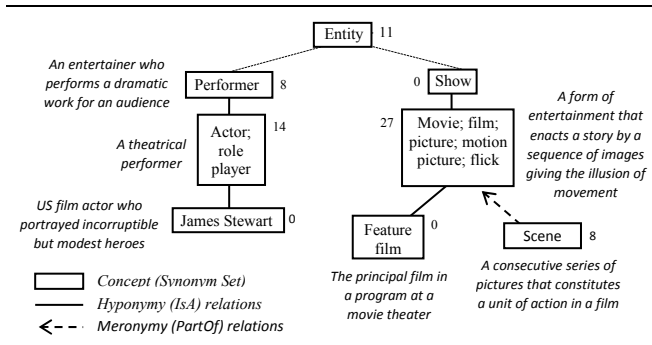 Entity 11
An entertainer who
performs a dramatic
work for an audience
Performer 8
0 Show
A form of
entertainment that
enacts a story by a
sequence of images
giving the illusion of
movement
A theatrical
performer
Actor;
role
player
14
27
Movie; film;
picture; motion
picture; flick
US film actor who
portrayed incorruptible
but modest heroes
James Stewart 0
Feature
film
0
Scene 8
The principal film in
a program at a
movie theater
A consecutive series of
pictures that constitutes
a unit of action in a film
Concept (Synonym Set)
Hyponymy (IsA) relations
Meronymy (PartOf) relations